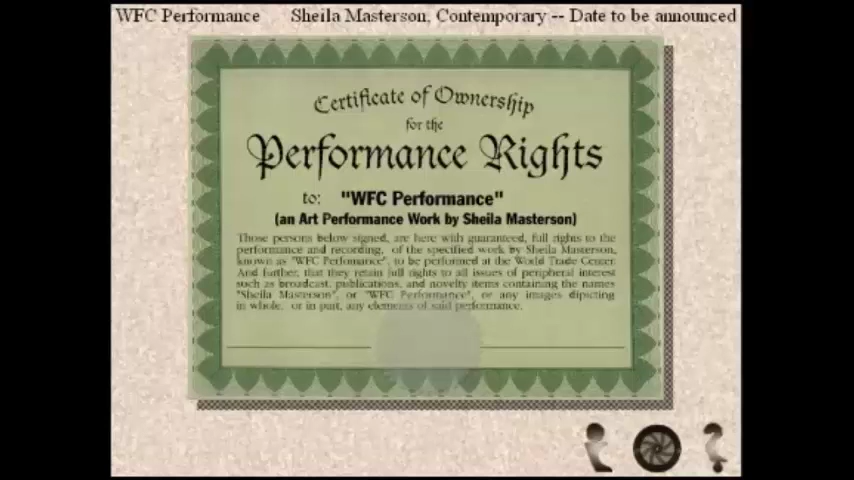 WFC Performance Sheila Masterson, Contemporary -- Date to be announced
Certificate of Ownership
for the
Performance Rights
to: "WFC Performance"
(an Art Performance Work by Sheila Masterson)
Those persons below signed, are here with guaranteed, full rights to the
performance and recording, of the specified work by Sheila Masterson,
known as "WFC Perfomance", to be performed at the World Trade Center.
And further, that they retain full rights to all issues of peripheral interest
such as broadcast, publications, and novelty items containing the names
"Sheila Masterson", or "WFC Performance", or any images dipicting
in whole, or in part, any elements of said performance.